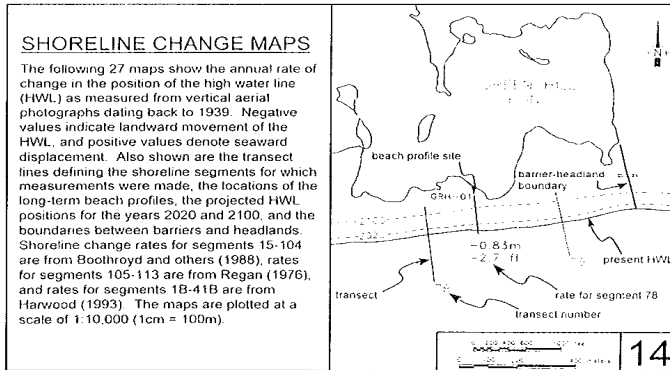 SHORELINE CHANGE MAPS
The following 27 maps show the annual rate of
change in the position of the high water line
(HWL) as measured from vertical aerial
photographs dating back to 1939. Negative
values indicate landward movement of the
HWL, and positive values denote seaward
displacement. Also shown are the transect
lines defining the shoreline segments for which
measurements were made, the locations of the
long-term beach profiles, the projected HWL
positions for the years 2020 and 2100, and the
boundaries between barriers and headlands.
Shoreline change rates for segments 15-104
are from Boothroyd and others (1988), rates
for segments 105-113 are from Regan (1976),
and rates for segments 1B-41B are from
Harwood (1993). The maps are plotted at a
scale of 1:10,000 (1cm = 100m).
N
HILL
beach profile site
barrier-headland
boundary
GRH-01
2100
-0.83m
-2.7 ft
present HWL
transect
rate for segment 78
transect number
14